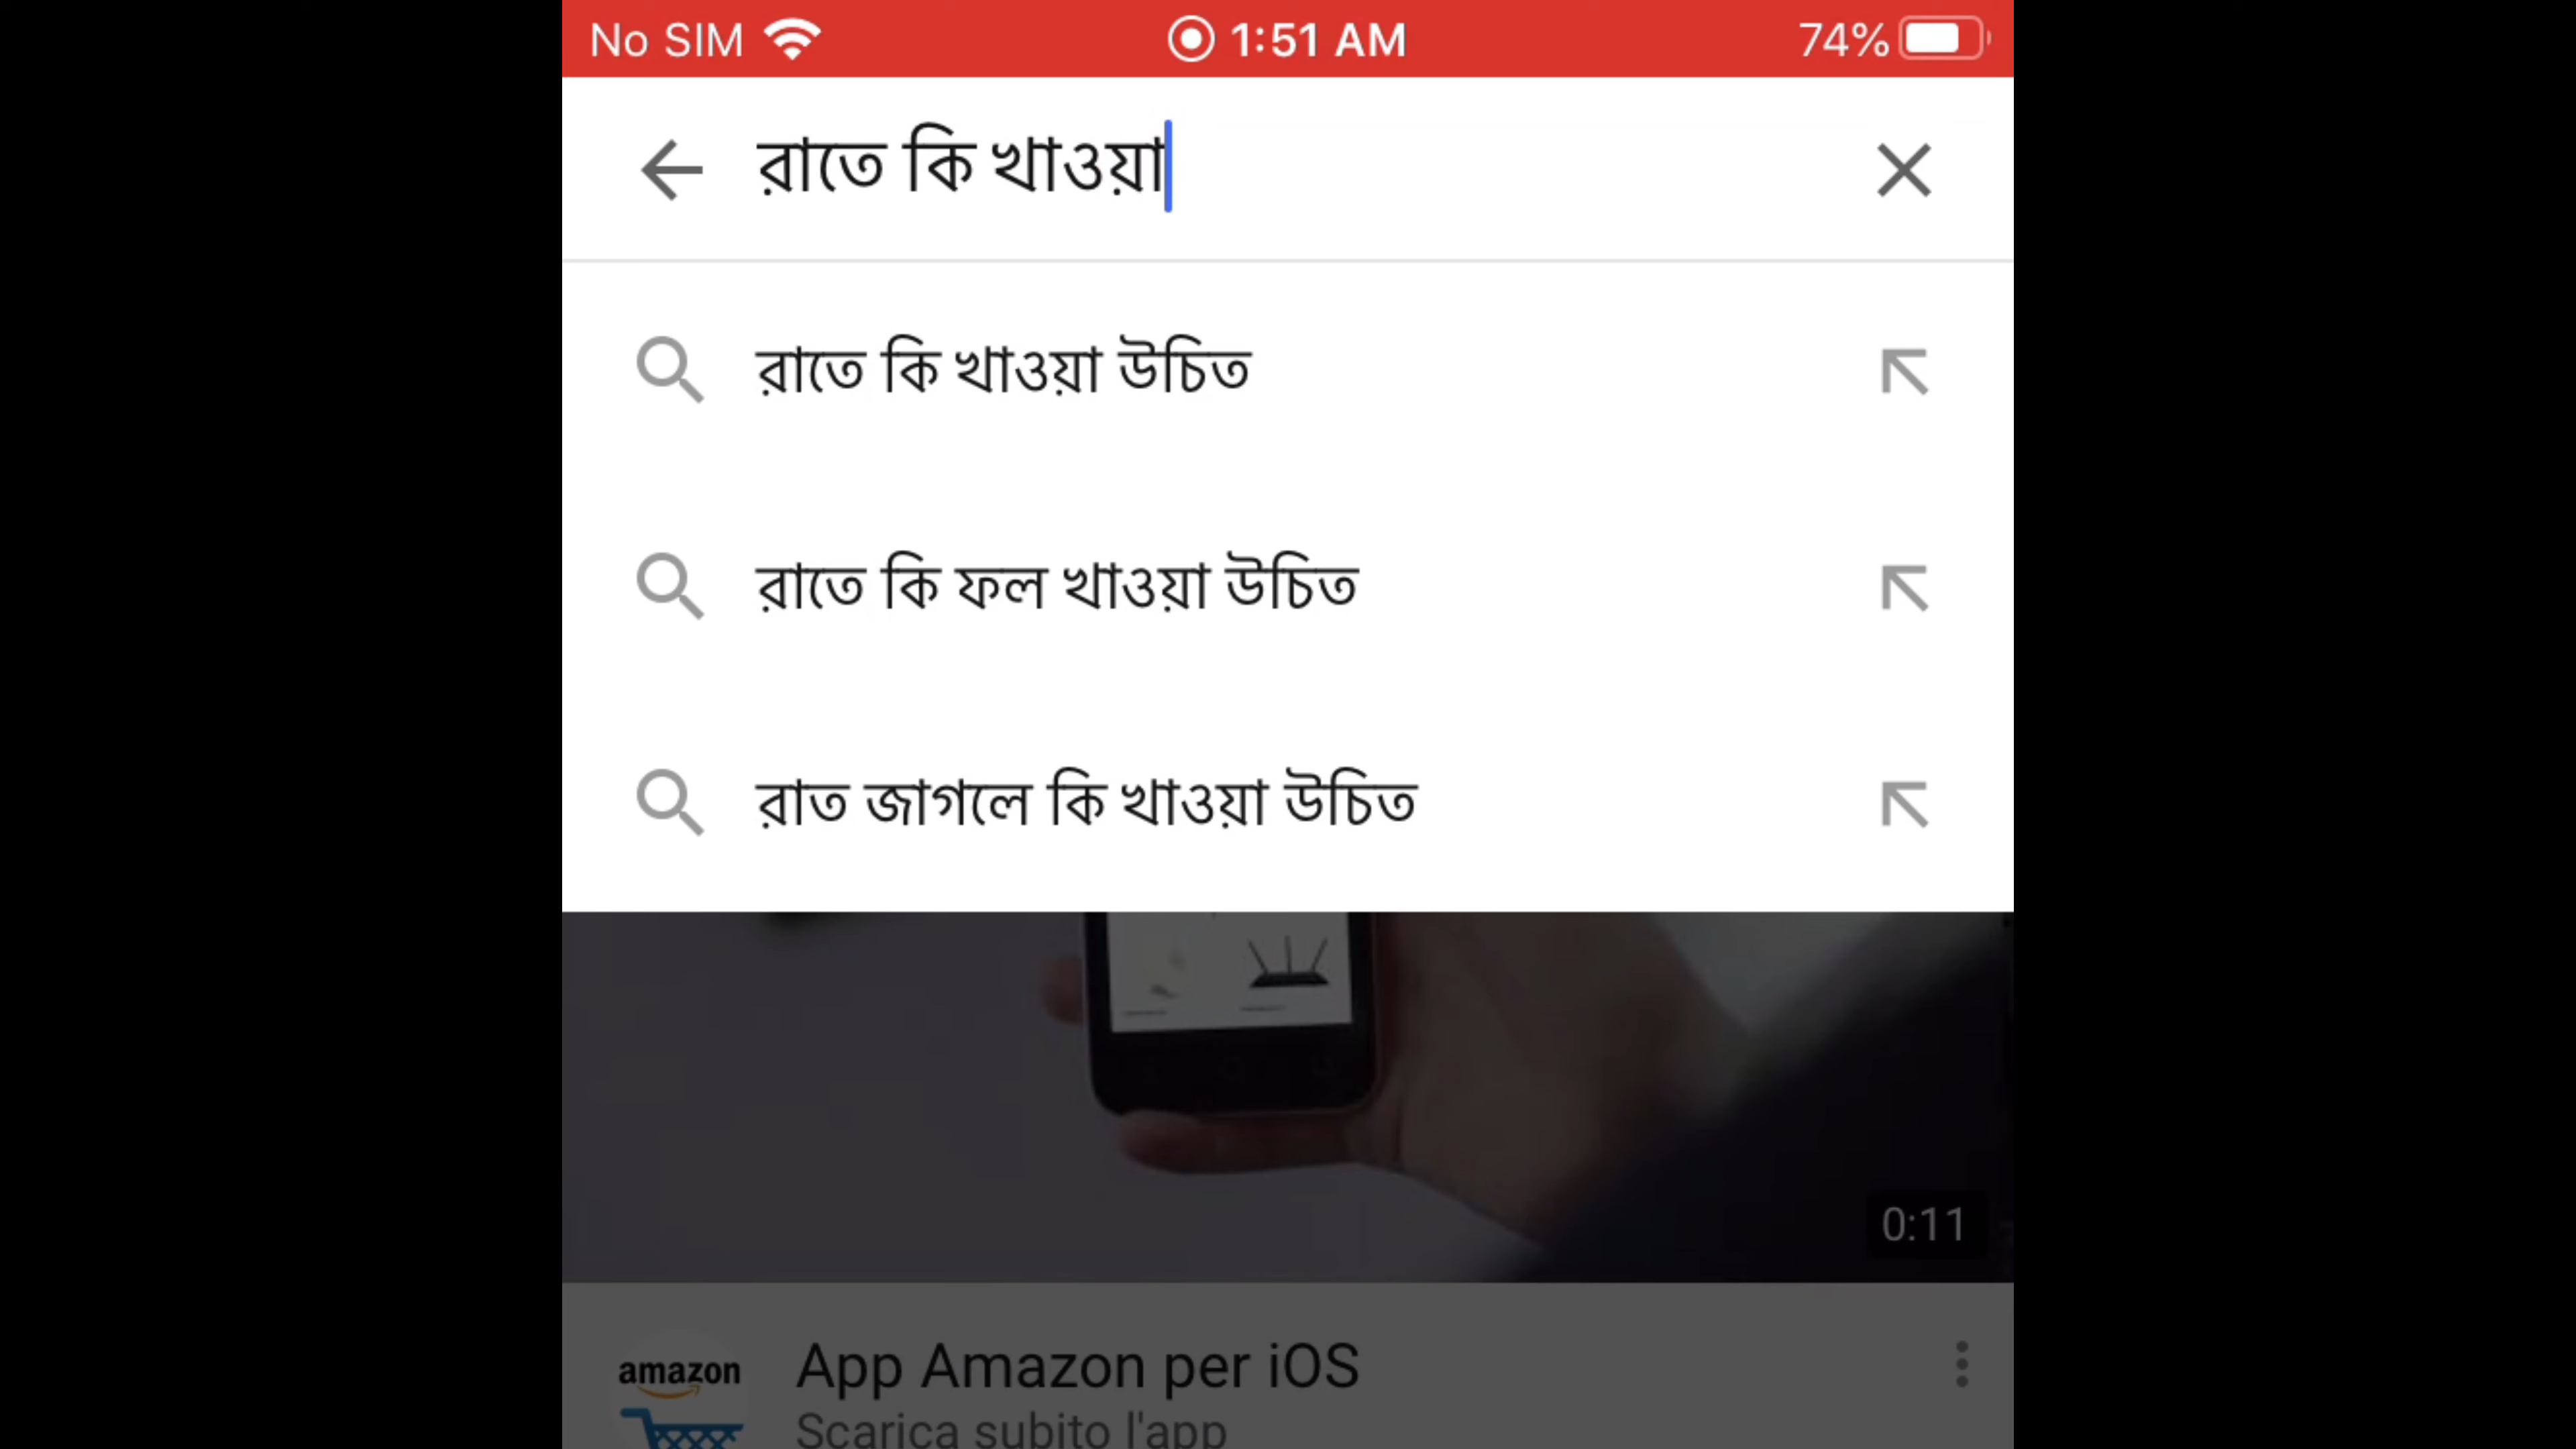 No SIM 1:51 AM 74%
রাতে কি খাওয়া
রাতে কি খাওয়া উচিত
রাতে কি ফল খাওয়া উচিত
রাত জাগলে কি খাওয়া উচিত
0:11
amazon
App Amazon per iOS
Scarica subito l'app